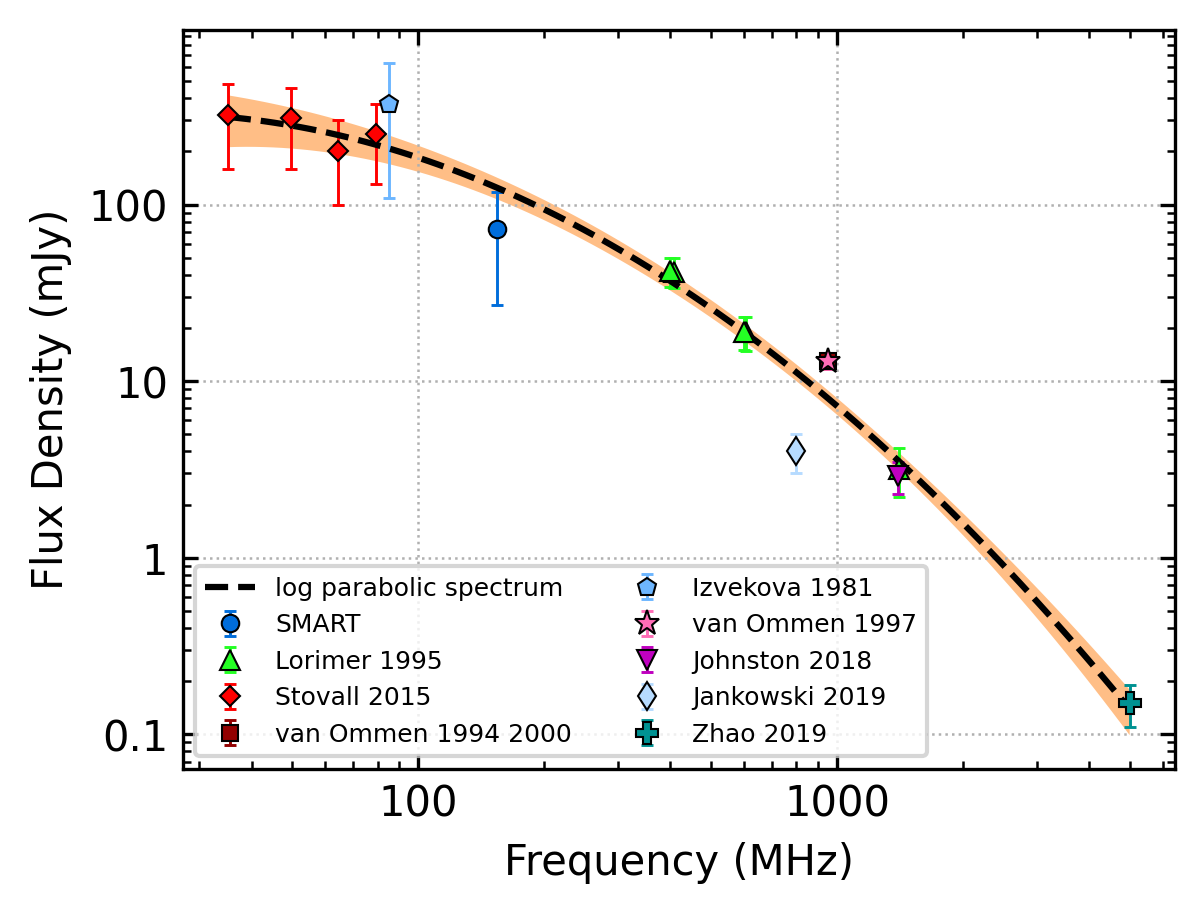 Flux Density (mJy)
100
10
1
0.1
log parabolic spectrum
SMART
Lorimer 1995
Stovall 2015
van Ommen 1994 2000
Izvekova 1981
van Ommen 1997
Johnston 2018
Jankowski 2019
Zhao 2019
100
1000
Frequency (MHz)